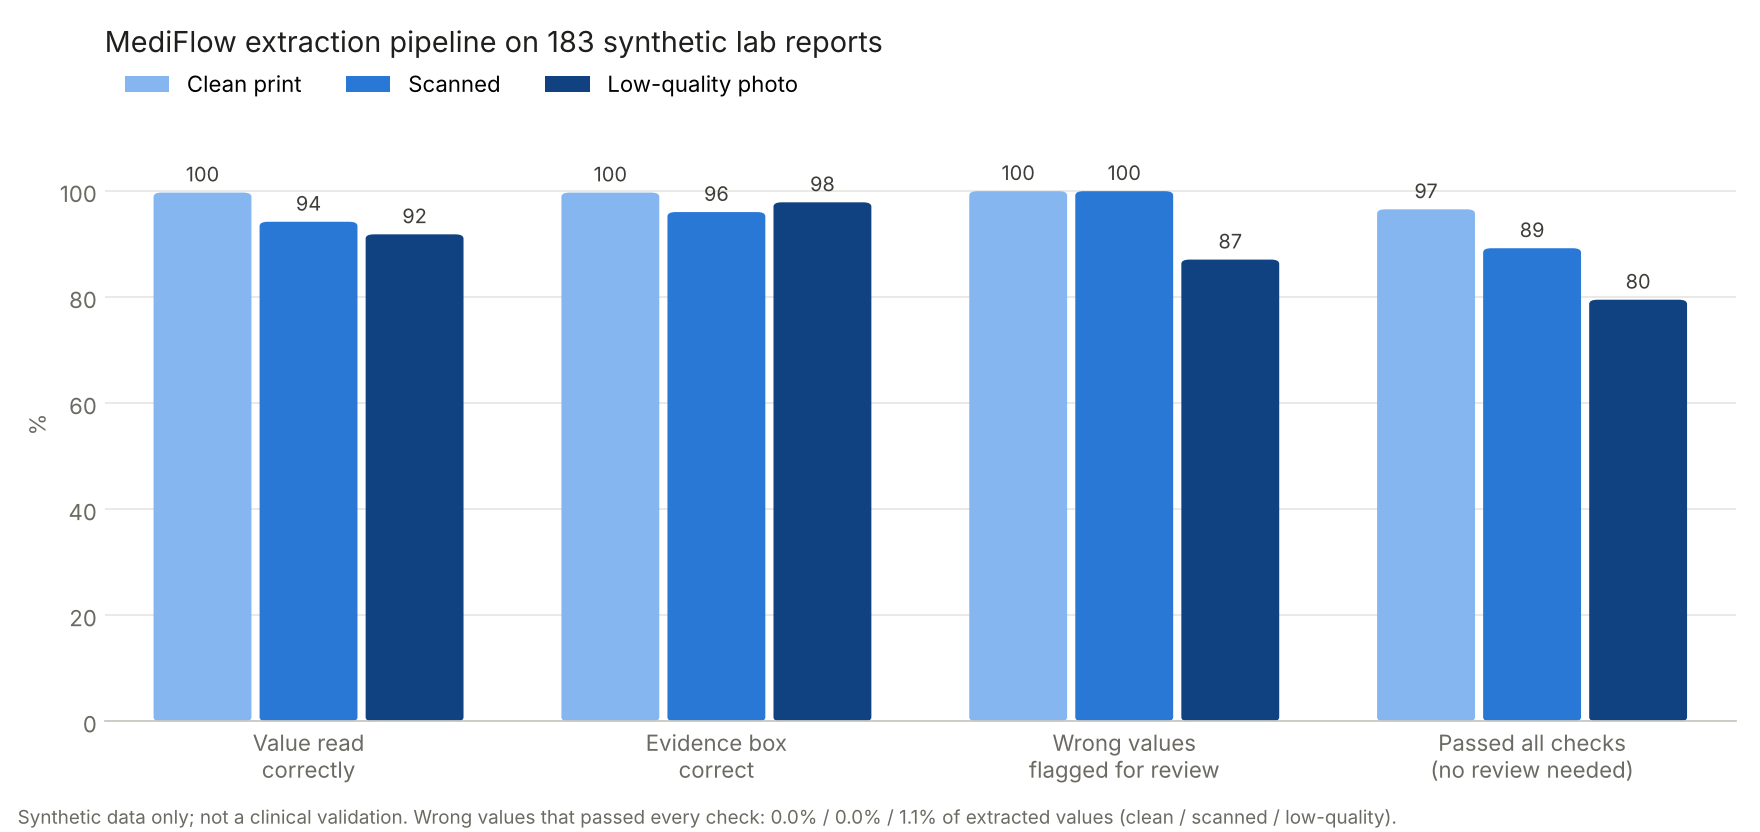 MediFlow extraction pipeline on 183 synthetic lab reports
Clean print Scanned Low-quality photo
100 94 92 100 96 98 100 100 87 97 89 80
100
80
60
40
20
0
%
Value read
correctly
Evidence box
correct
Wrong values
flagged for review
Passed all checks
(no review needed)
Synthetic data only; not a clinical validation. Wrong values that passed every check: 0.0% / 0.0% / 1.1% of extracted values (clean / scanned / low-quality).